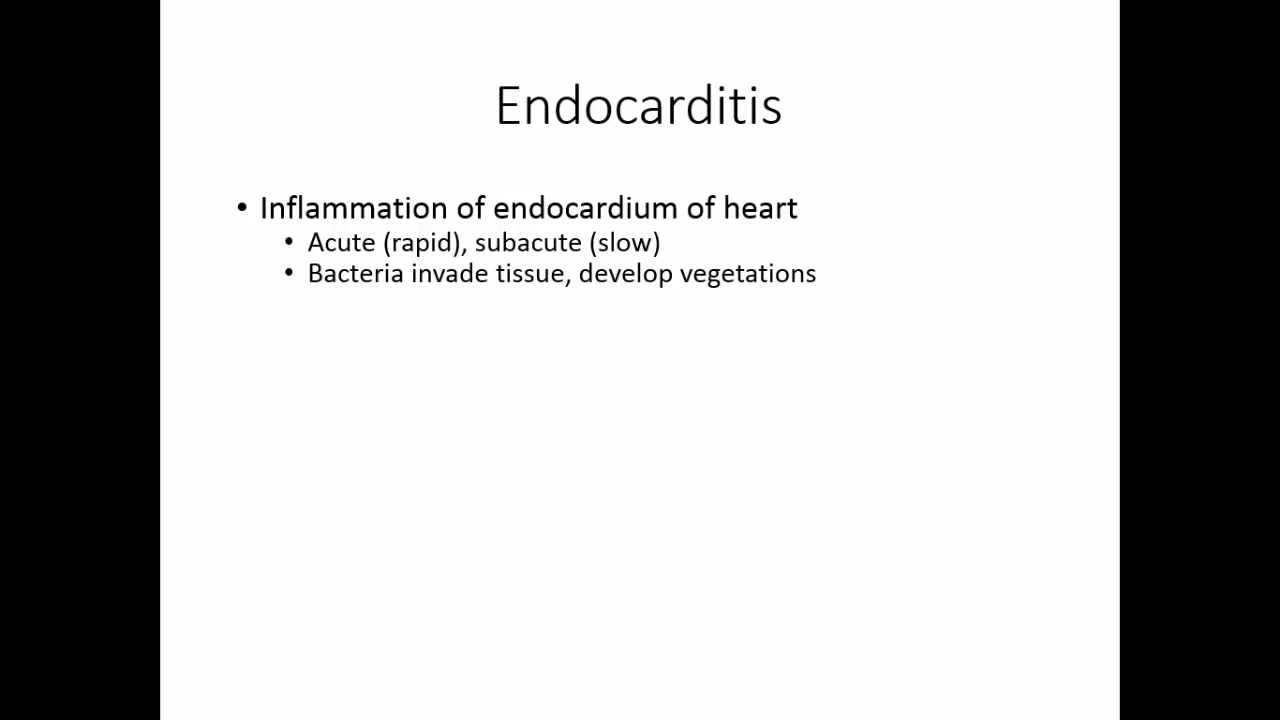 Endocarditis
• Inflammation of endocardium of heart
• Acute (rapid), subacute (slow)
• Bacteria invade tissue, develop vegetations